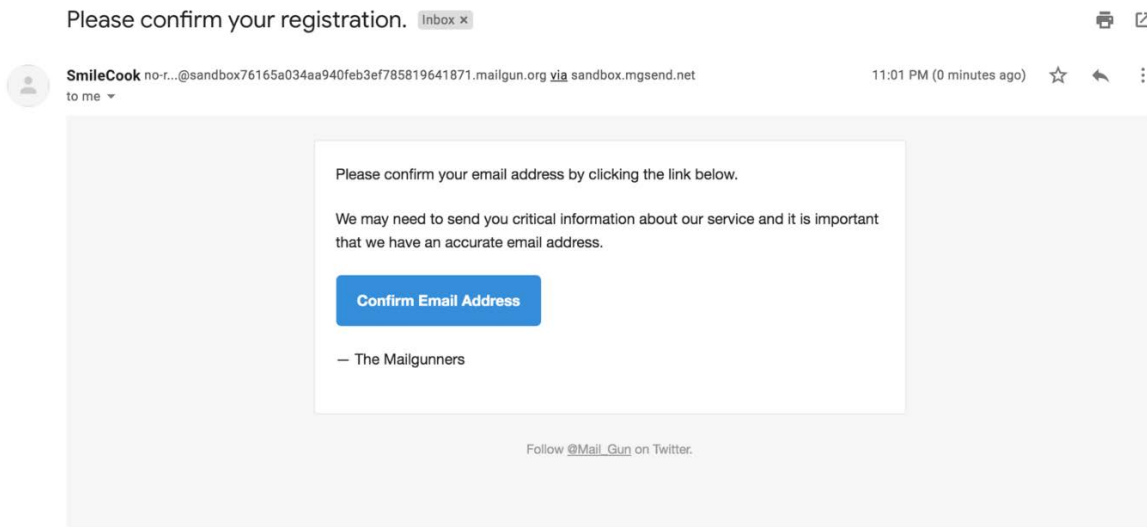 Please confirm your registration. Inbox ×
SmileCook no-r...@sandbox76165a034aa940feb3ef785819641871.mailgun.org via sandbox.mgsend.net 11:01 PM (0 minutes ago)
to me
Please confirm your email address by clicking the link below.
We may need to send you critical information about our service and it is important
that we have an accurate email address.
Confirm Email Address
— The Mailgunners
Follow @Mail_Gun on Twitter.